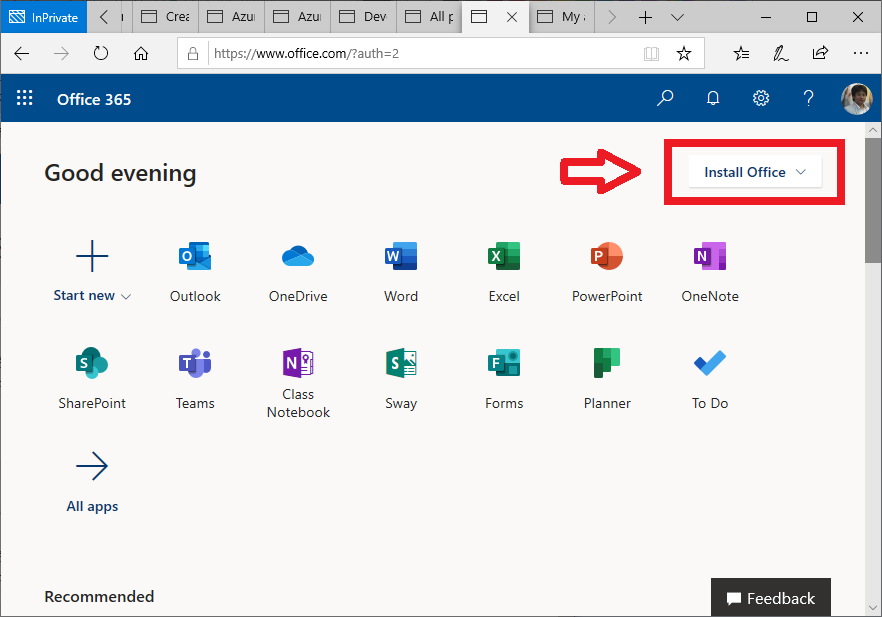 InPrivate
Crea
Azu
Azu
Dev
All p
My
https://www.office.com/?auth=2
Office 365
Good evening
Install Office
Start new
Outlook
OneDrive
Word
Excel
PowerPoint
OneNote
SharePoint
Teams
Class
Notebook
Sway
Forms
Planner
To Do
All apps
Recommended
Feedback